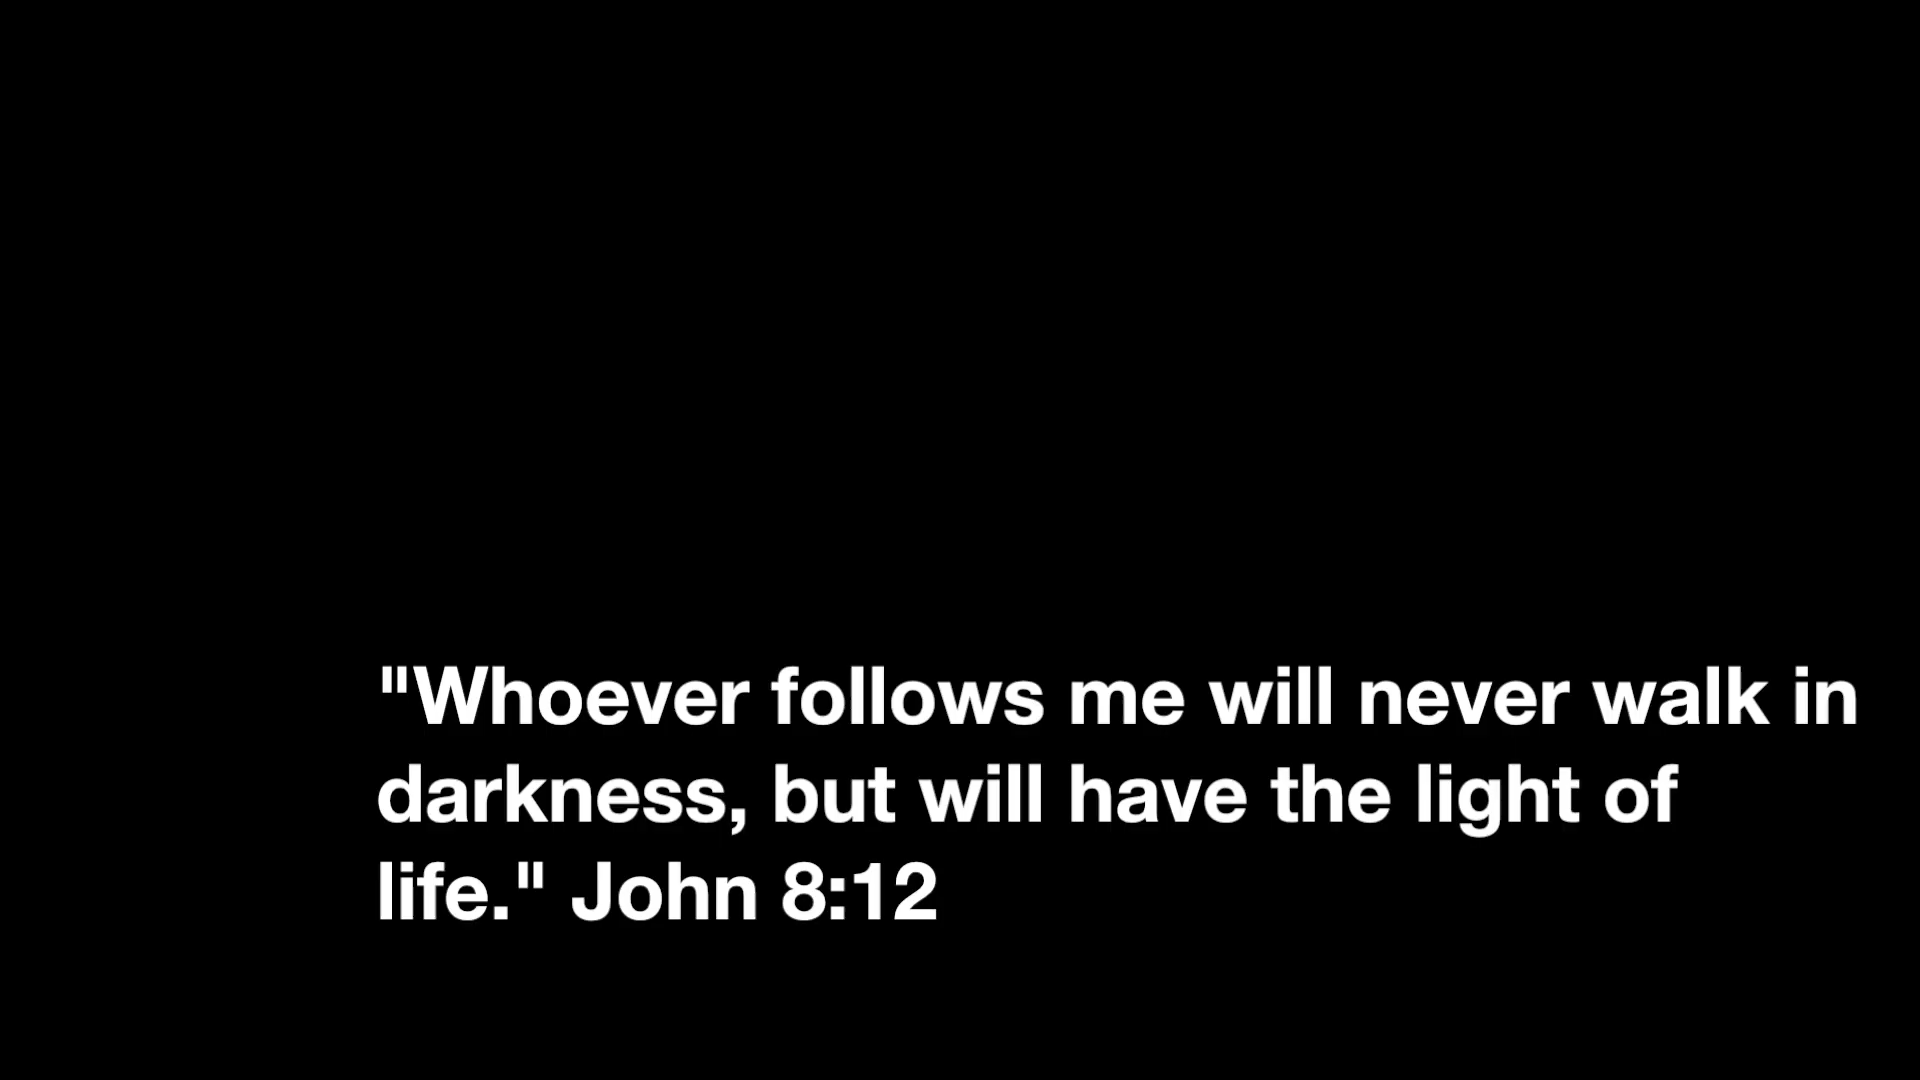 "Whoever follows me will never walk in
darkness, but will have the light of
life." John 8:12